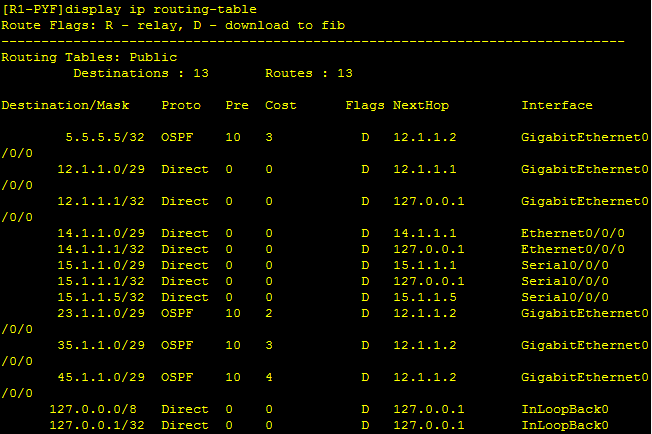 [R1-PYF]display ip routing-table
Route Flags: R - relay, D - download to fib
------------------------------------------------------------------------------
Routing Tables: Public
         Destinations : 13       Routes : 13
Destination/Mask    Proto   Pre  Cost      Flags NextHop         Interface
        5.5.5.5/32  OSPF    10   3           D   12.1.1.2        GigabitEthernet0
/0/0
       12.1.1.0/29  Direct  0    0           D   12.1.1.1        GigabitEthernet0
/0/0
       12.1.1.1/32  Direct  0    0           D   127.0.0.1       GigabitEthernet0
/0/0
       14.1.1.0/29  Direct  0    0           D   14.1.1.1        Ethernet0/0/0
       14.1.1.1/32  Direct  0    0           D   127.0.0.1       Ethernet0/0/0
       15.1.1.0/29  Direct  0    0           D   15.1.1.1        Serial0/0/0
       15.1.1.1/32  Direct  0    0           D   127.0.0.1       Serial0/0/0
       15.1.1.5/32  Direct  0    0           D   15.1.1.5        Serial0/0/0
       23.1.1.0/29  OSPF    10   2           D   12.1.1.2        GigabitEthernet0
/0/0
       35.1.1.0/29  OSPF    10   3           D   12.1.1.2        GigabitEthernet0
/0/0
       45.1.1.0/29  OSPF    10   4           D   12.1.1.2        GigabitEthernet0
/0/0
      127.0.0.0/8   Direct  0    0           D   127.0.0.1       InLoopBack0
      127.0.0.1/32  Direct  0    0           D   127.0.0.1       InLoopBack0